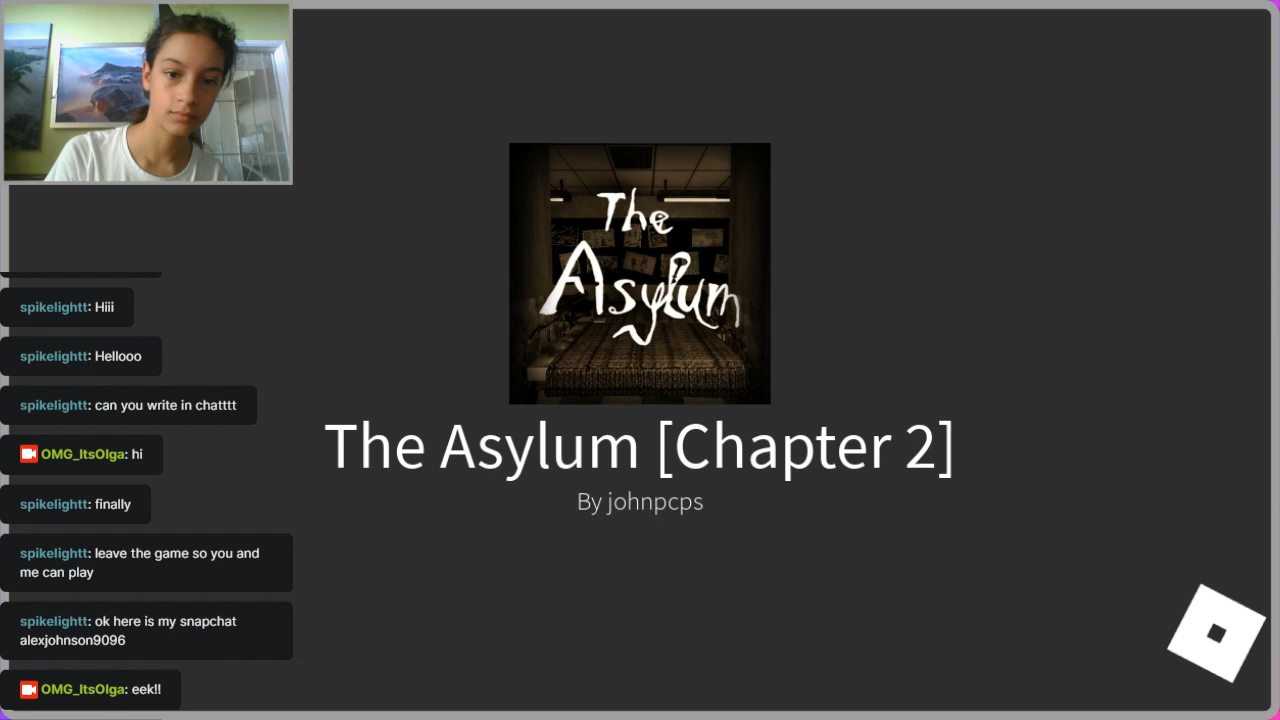 The
Asylum
The Asylum [Chapter 2]
By johnpcps
spikelightt: Hiii
spikelightt: Hellooo
spikelightt: can you write in chatttt
OMG_ItsOlga: hi
spikelightt: finally
spikelightt: leave the game so you and
me can play
spikelightt: ok here is my snapchat
alexjohnson9096
OMG_ItsOlga: eek!!